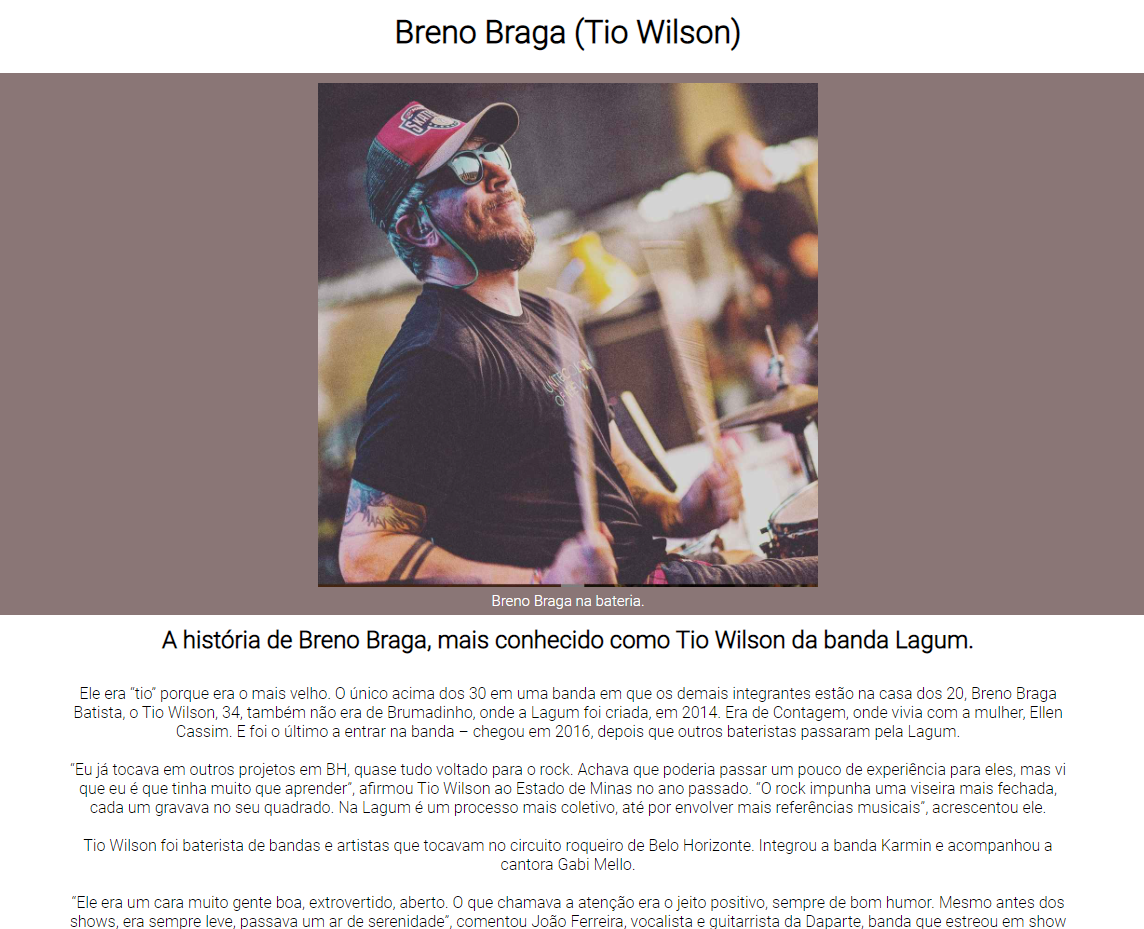 Breno Braga (Tio Wilson)
Breno Braga na bateria.
A história de Breno Braga, mais conhecido como Tio Wilson da banda Lagum.
Ele era “tio” porque era o mais velho. O único acima dos 30 em uma banda em que os demais integrantes estão na casa dos 20, Breno Braga
Batista, o Tio Wilson, 34, também não era de Brumadinho, onde a Lagum foi criada, em 2014. Era de Contagem, onde vivia com a mulher, Ellen
Cassim. E foi o último a entrar na banda – chegou em 2016, depois que outros bateristas passaram pela Lagum.
“Eu já tocava em outros projetos em BH, quase tudo voltado para o rock. Achava que poderia passar um pouco de experiência para eles, mas vi
que eu é que tinha muito que aprender”, afirmou Tio Wilson ao Estado de Minas no ano passado. “O rock impunha uma viseira mais fechada,
cada um gravava no seu quadrado. Na Lagum é um processo mais coletivo, até por envolver mais referências musicais”, acrescentou ele.
Tio Wilson foi baterista de bandas e artistas que tocavam no circuito roqueiro de Belo Horizonte. Integrou a banda Karmin e acompanhou a
cantora Gabi Mello.
“Ele era um cara muito gente boa, extrovertido, aberto. O que chamava a atenção era o jeito positivo, sempre de bom humor. Mesmo antes dos
shows, era sempre leve, passava um ar de serenidade”, comentou João Ferreira, vocalista e guitarrista da Daparte, banda que estreou em show